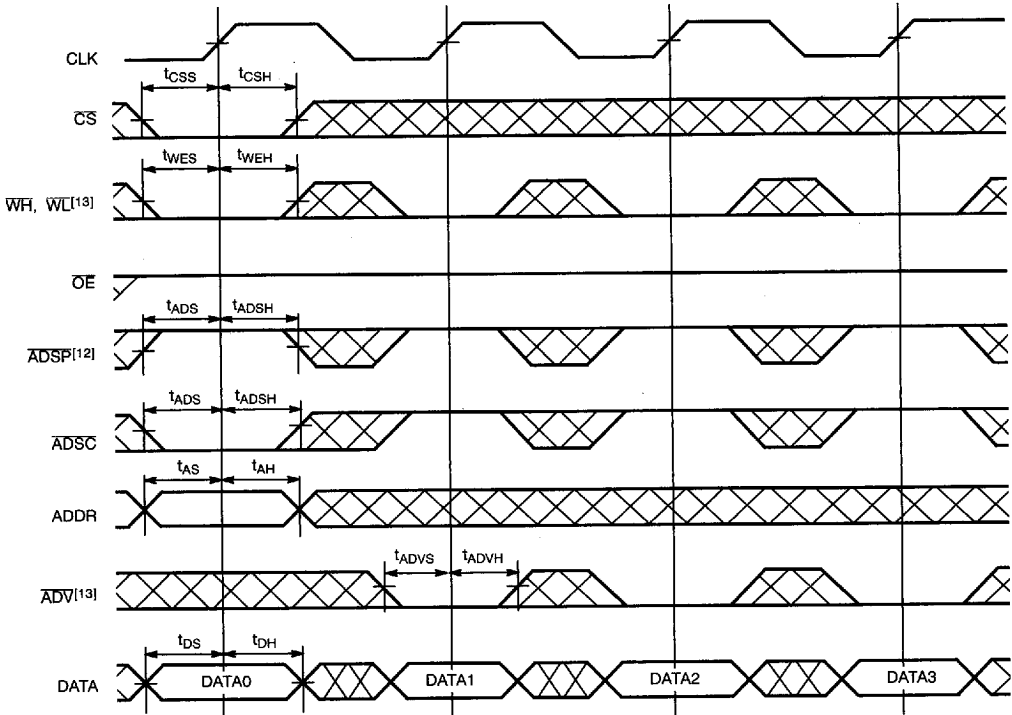 CLK
tCSS tCSH
CS
tWES tWEH
WH, WL[13]
OE
tADS tADSH
ADSP[12]
tADS tADSH
ADSC
tAS tAH
ADDR
tADVS tADVH
ADV[13]
tDS tDH
DATA DATA0 DATA1 DATA2 DATA3